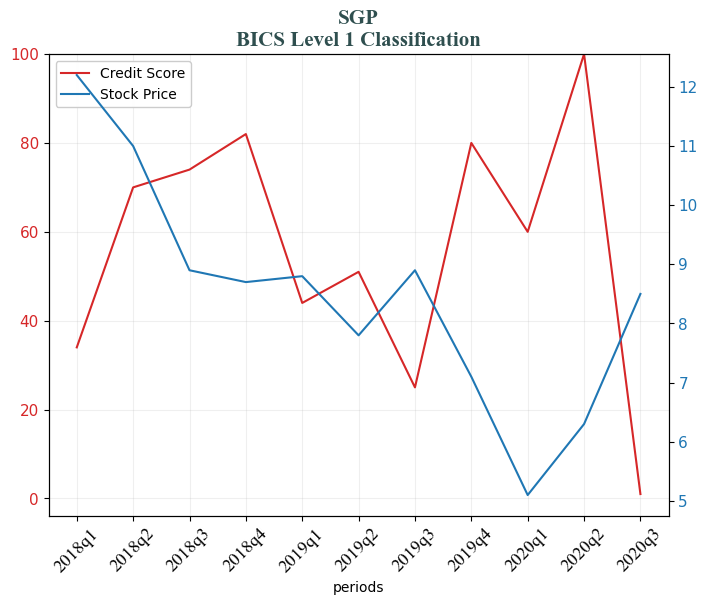 SGP
BICS Level 1 Classification
Credit Score
Stock Price
100
80
60
40
20
0
12
11
10
9
8
7
6
5
2018q1
2018q2
2018q3
2018q4
2019q1
2019q2
2019q3
2019q4
2020q1
2020q2
2020q3
periods